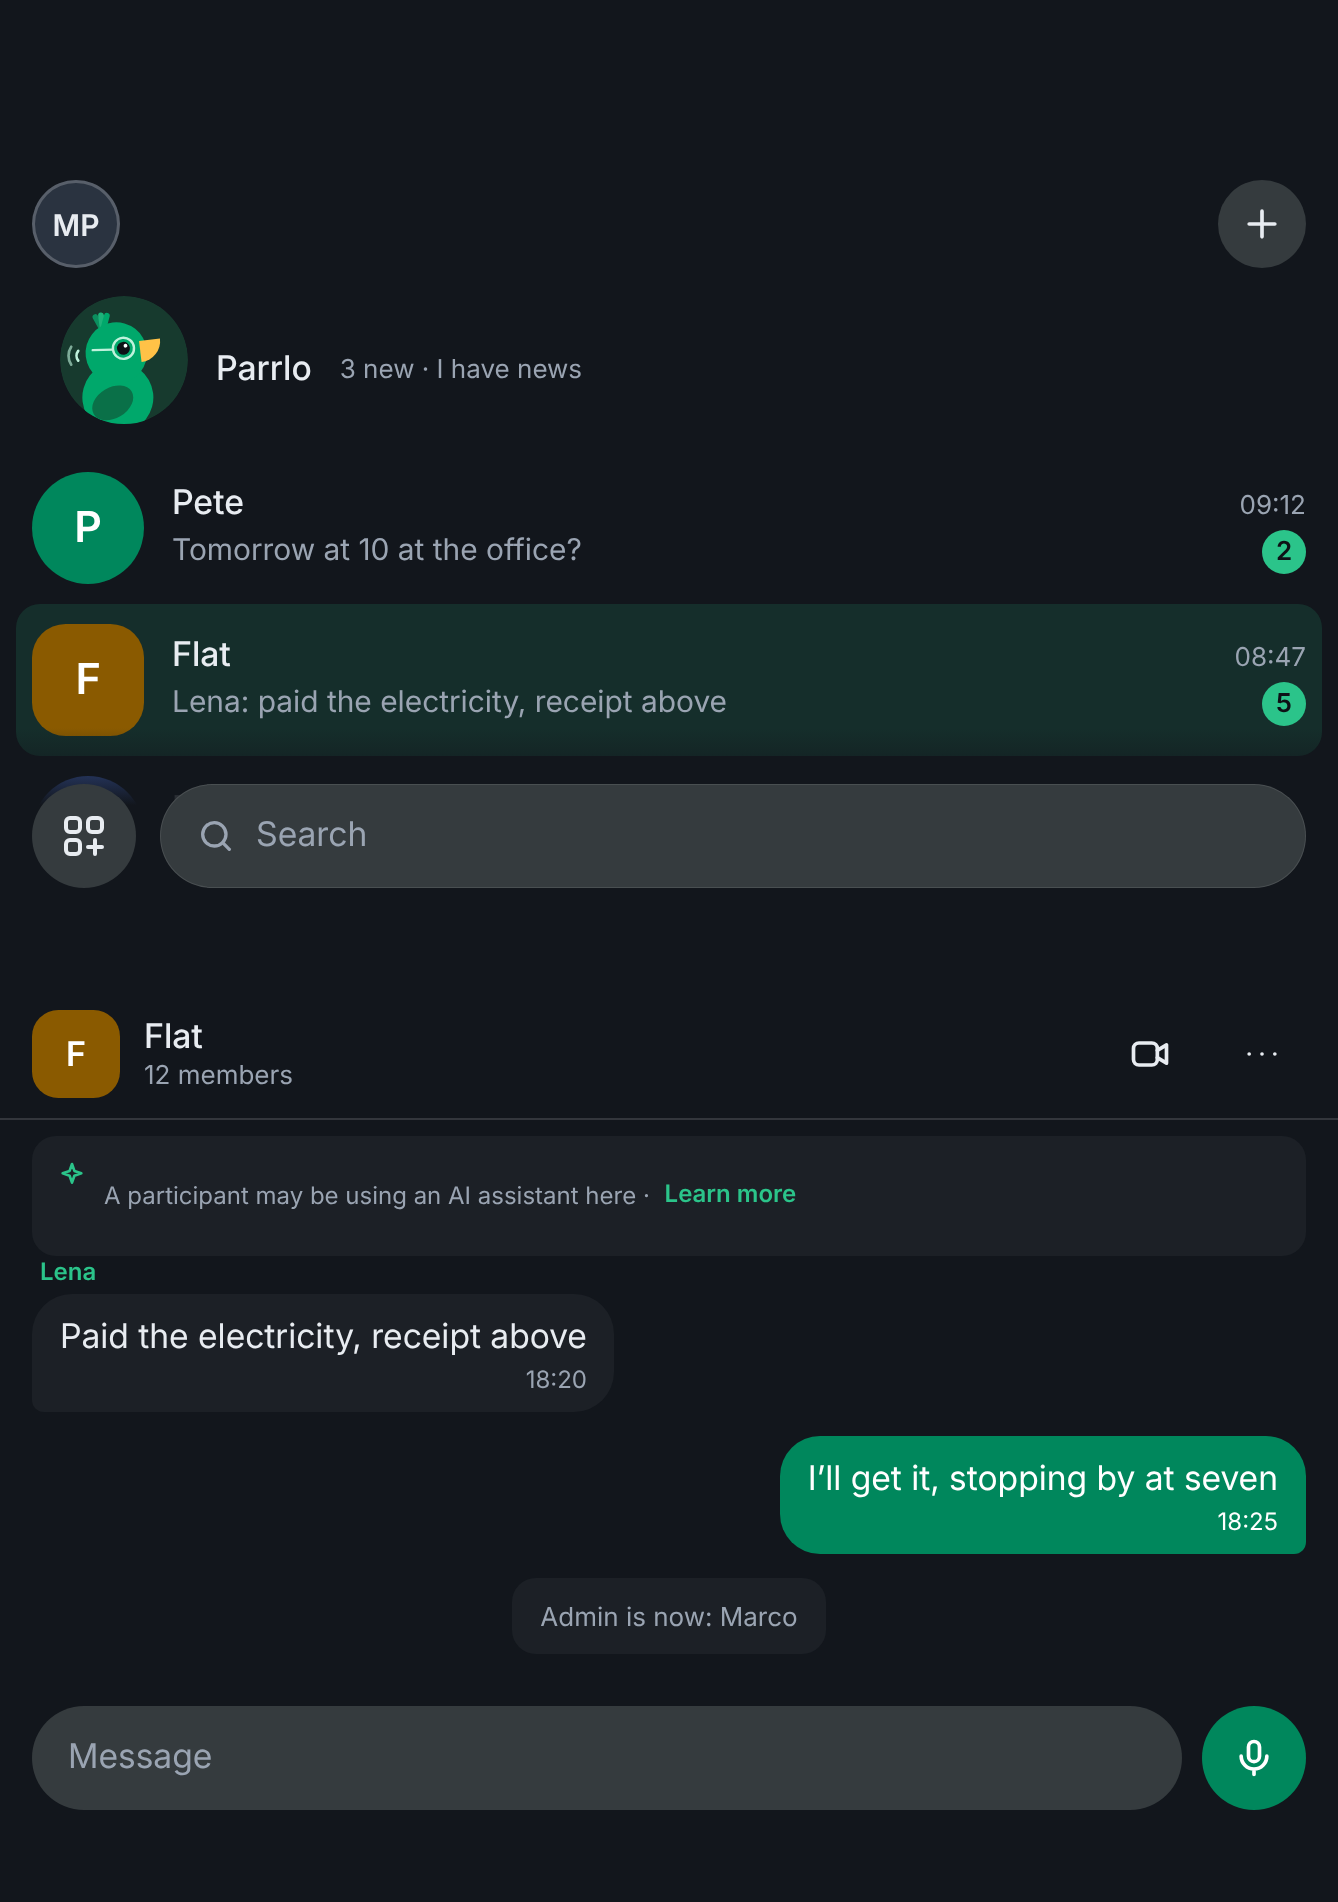 MP
Parrlo 3 new · I have news
P
Pete
09:12
Tomorrow at 10 at the office?
2
F
Flat
08:47
Lena: paid the electricity, receipt above
5
Search
F
Flat
12 members
A participant may be using an AI assistant here · Learn more
Lena
Paid the electricity, receipt above
18:20
I’ll get it, stopping by at seven
18:25
Admin is now: Marco
Message